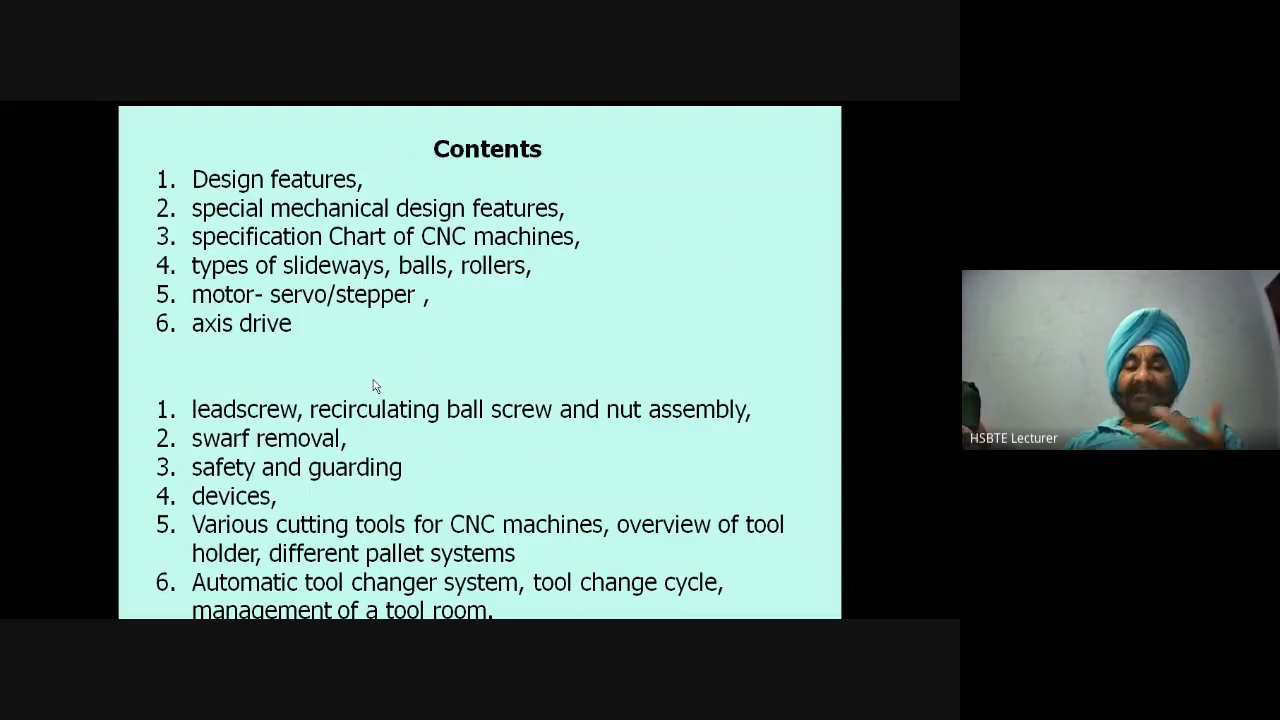 Contents
1. Design features,
2. special mechanical design features,
3. specification Chart of CNC machines,
4. types of slideways, balls, rollers,
5. motor- servo/stepper ,
6. axis drive
1. leadscrew, recirculating ball screw and nut assembly,
2. swarf removal,
3. safety and guarding
4. devices,
5. Various cutting tools for CNC machines, overview of tool
holder, different pallet systems
6. Automatic tool changer system, tool change cycle,
management of a tool room.
HSBTE Lecturer